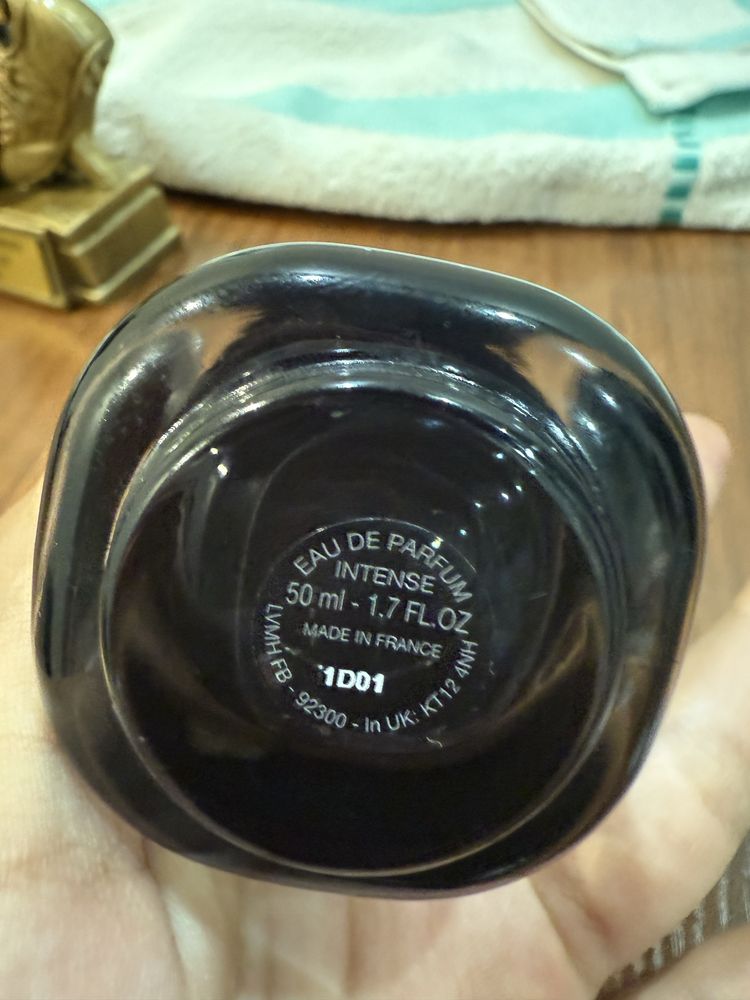 EAU DE PARFUM
INTENSE
50 ml - 1.7 FL.OZ
MADE IN FRANCE
1D01
LVMH FB - 92300 - In UK: KT12 4NH